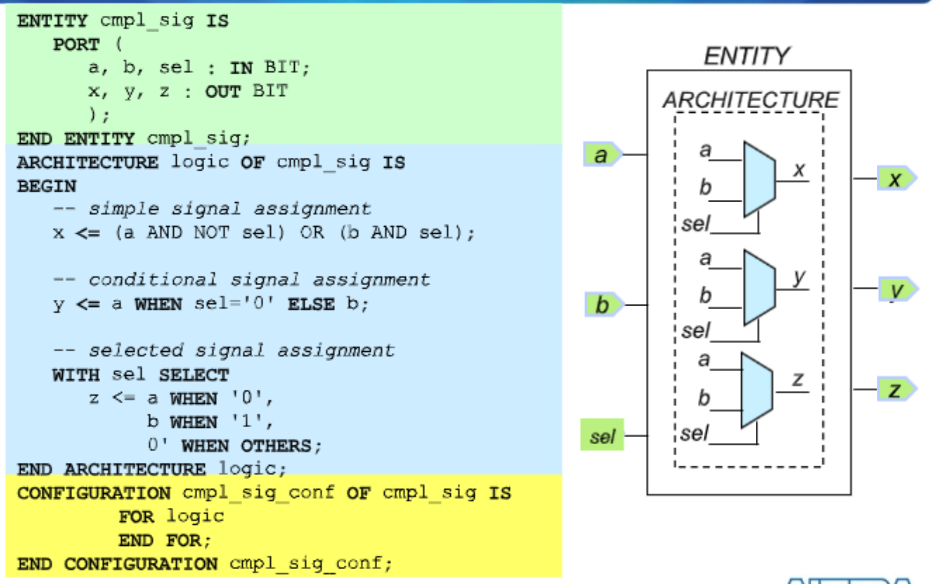 ENTITY cmpl_sig IS
PORT (
a, b, sel : IN BIT;
x, y, z : OUT BIT
);
END ENTITY cmpl_sig;
ARCHITECTURE logic OF cmpl_sig IS
BEGIN
-- simple signal assignment
x <= (a AND NOT sel) OR (b AND sel);
-- conditional signal assignment
y <= a WHEN sel='0' ELSE b;
-- selected signal assignment
WITH sel SELECT
z <= a WHEN '0',
b WHEN '1',
0' WHEN OTHERS;
END ARCHITECTURE logic;
CONFIGURATION cmpl_sig_conf OF cmpl_sig IS
FOR logic
END FOR;
END CONFIGURATION cmpl_sig_conf;
ENTITY
ARCHITECTURE
a
b
sel
a
b
sel
x
a
b
sel
y
a
b
sel
z
x
y
z